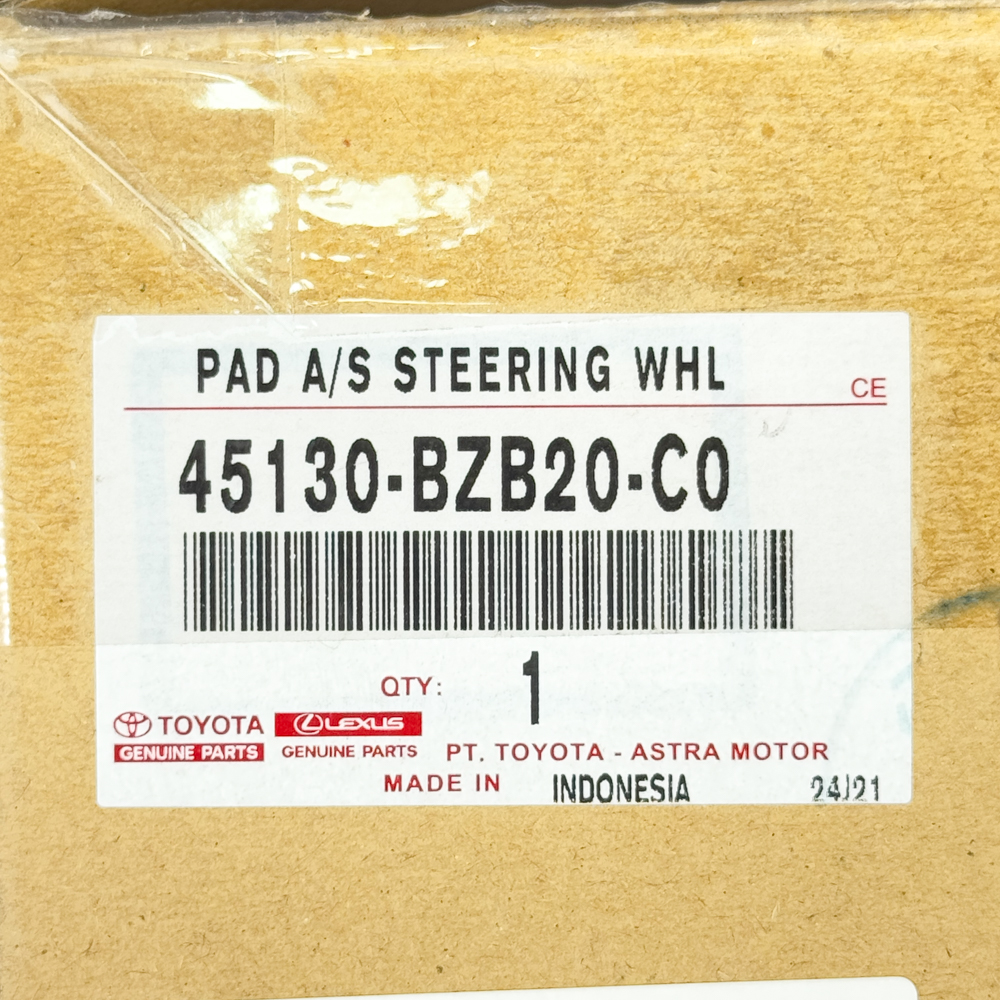 PAD A/S STEERING WHL
CE
45130-BZB20-C0
QTY: 1
TOYOTA LEXUS
GENUINE PARTS GENUINE PARTS PT. TOYOTA - ASTRA MOTOR
MADE IN INDONESIA 24J21